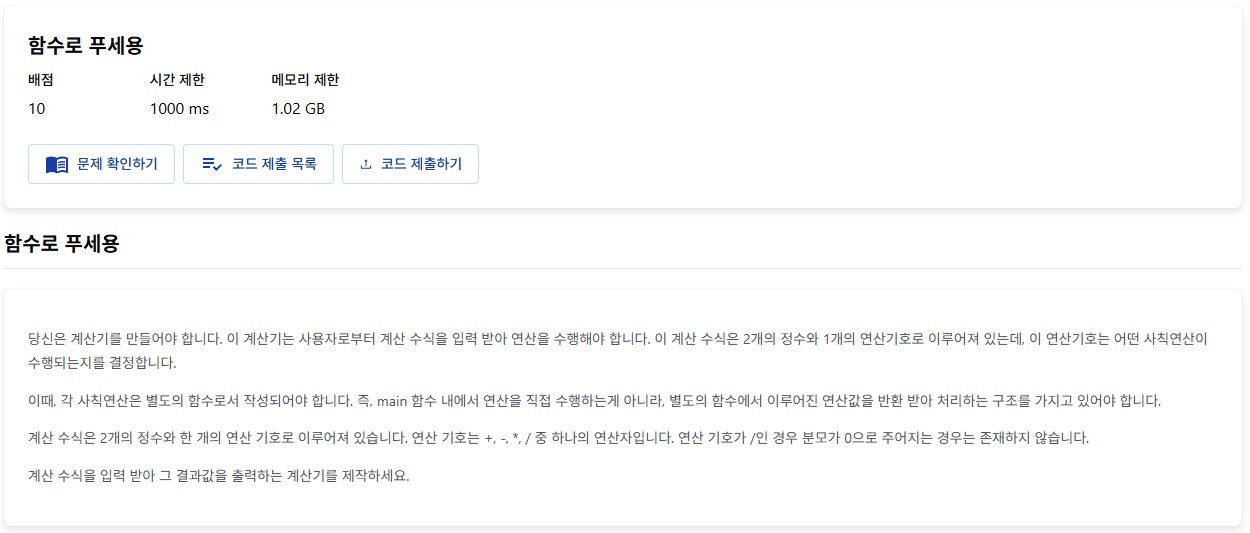 함수로 푸세용
배점 시간 제한 메모리 제한
10 1000 ms 1.02 GB
문제 확인하기 코드 제출 목록 코드 제출하기
함수로 푸세용
당신은 계산기를 만들어야 합니다. 이 계산기는 사용자로부터 계산 수식을 입력 받아 연산을 수행해야 합니다. 이 계산 수식은 2개의 정수와 1개의 연산기호로 이루어져 있는데, 이 연산기호는 어떤 사칙연산이
수행되는지를 결정합니다.
이때, 각 사칙연산은 별도의 함수로서 작성되어야 합니다. 즉, main 함수 내에서 연산을 직접 수행하는게 아니라, 별도의 함수에서 이루어진 연산값을 반환 받아 처리하는 구조를 가지고 있어야 합니다.
계산 수식은 2개의 정수와 한 개의 연산 기호로 이루어져 있습니다. 연산 기호는 +, -, *, / 중 하나의 연산자입니다. 연산 기호가 /인 경우 분모가 0으로 주어지는 경우는 존재하지 않습니다.
계산 수식을 입력 받아 그 결과값을 출력하는 계산기를 제작하세요.